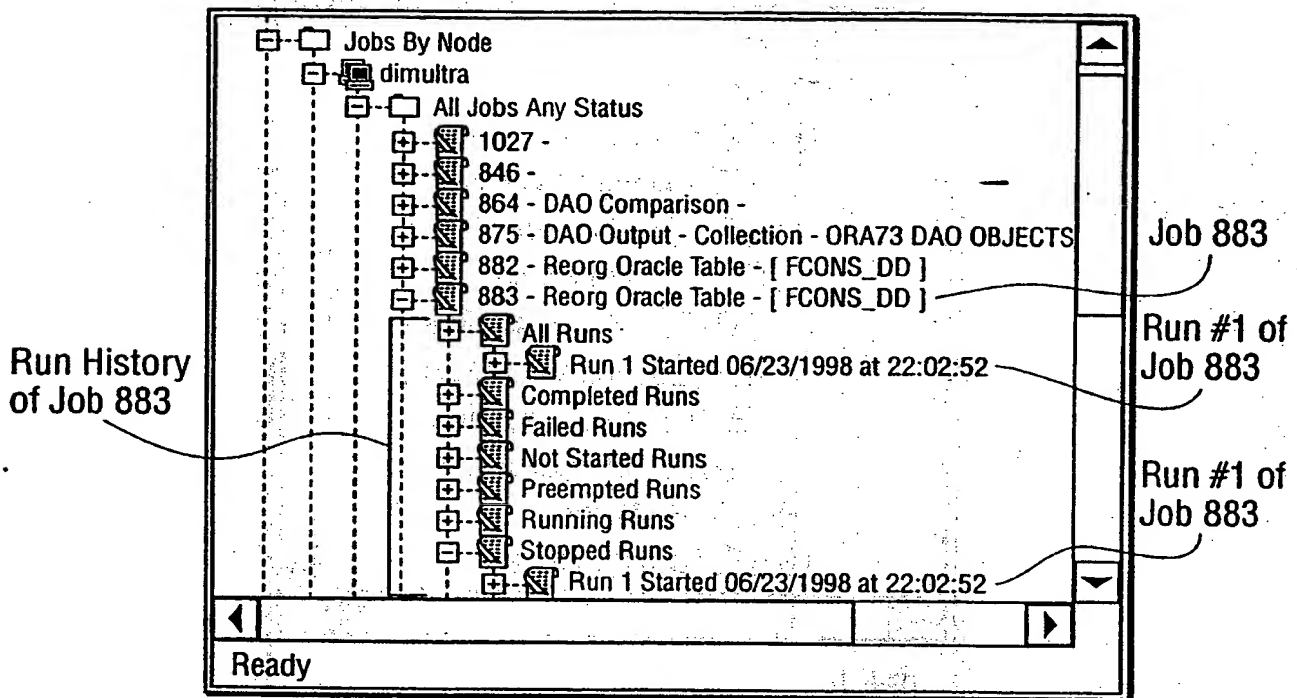 Jobs By Node
dimultra
All Jobs Any Status
1027 -
846 -
864 - DAO Comparison -
875 - DAO Output - Collection - ORA73 DAO OBJECTS
882 - Reorg Oracle Table - [ FCONS_DD ]
883 - Reorg Oracle Table - [ FCONS_DD ]
All Runs
Run 1 Started 06/23/1998 at 22:02:52
Completed Runs
Failed Runs
Not Started Runs
Preempted Runs
Running Runs
Stopped Runs
Run 1 Started 06/23/1998 at 22:02:52
Ready
Run History
of Job 883
Job 883
Run #1 of
Job 883
Run #1 of
Job 883